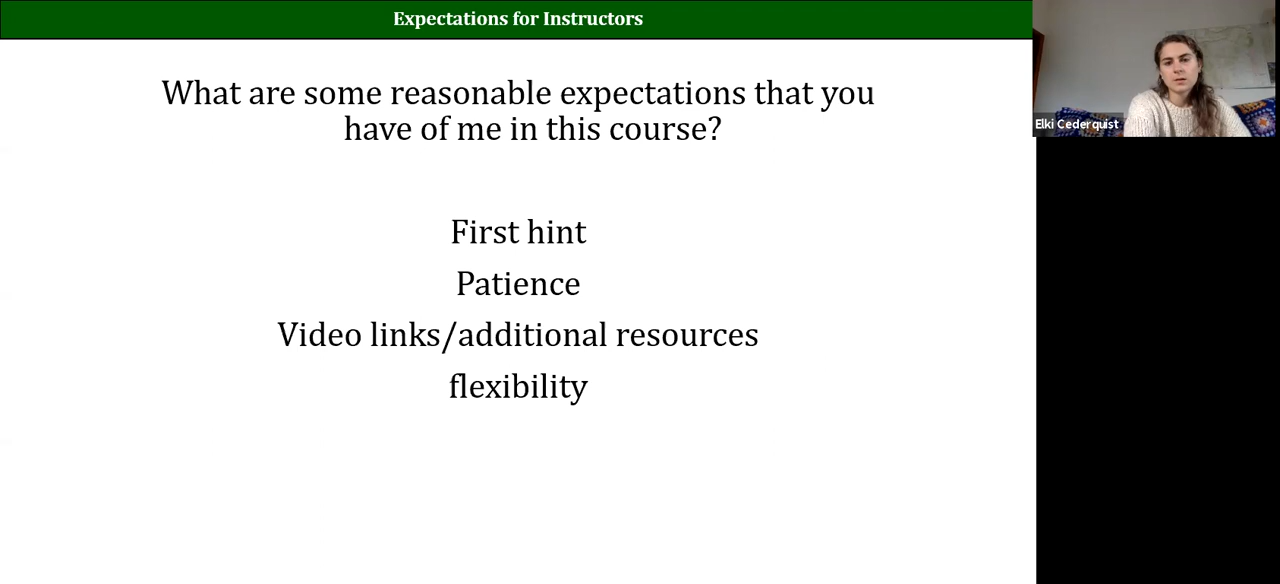 Expectations for Instructors
What are some reasonable expectations that you
have of me in this course?
First hint
Patience
Video links/additional resources
flexibility
Elki Cederquist